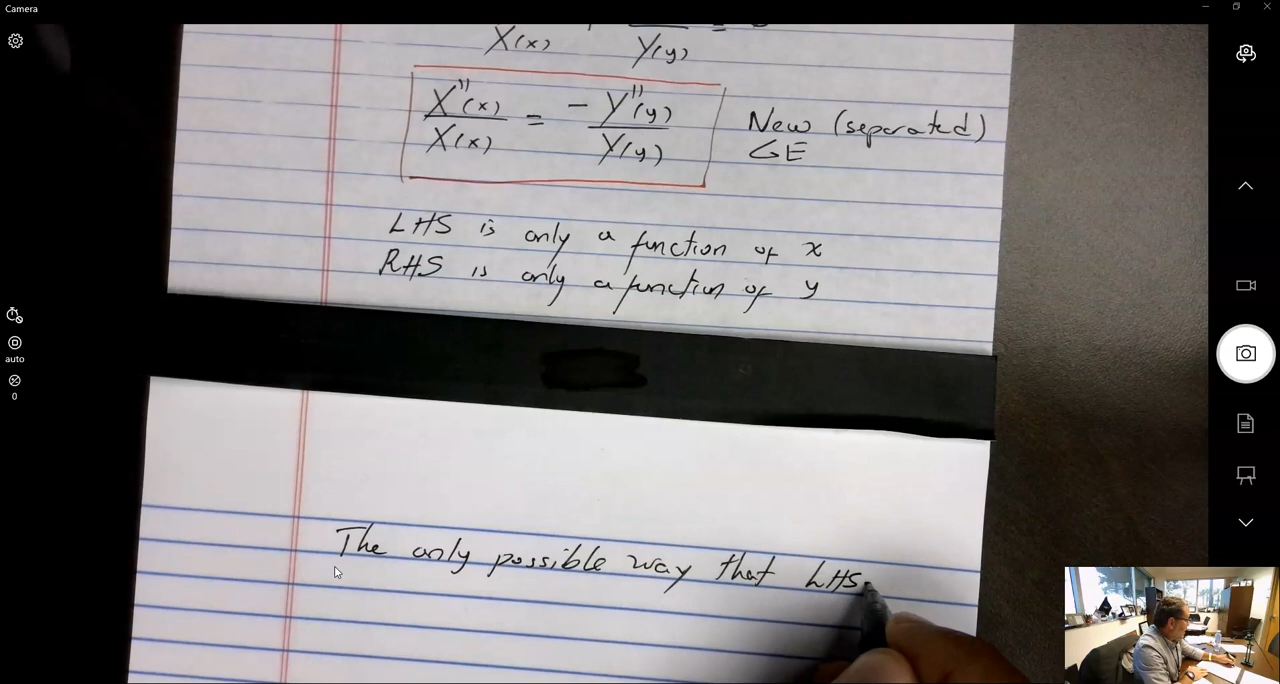 Camera
X(x) Y(y)
X''(x) / X(x) = - Y''(y) / Y(y)
New (separated)
GE
LHS is only a function of x
RHS is only a function of y
auto
0
The only possible way that LHS